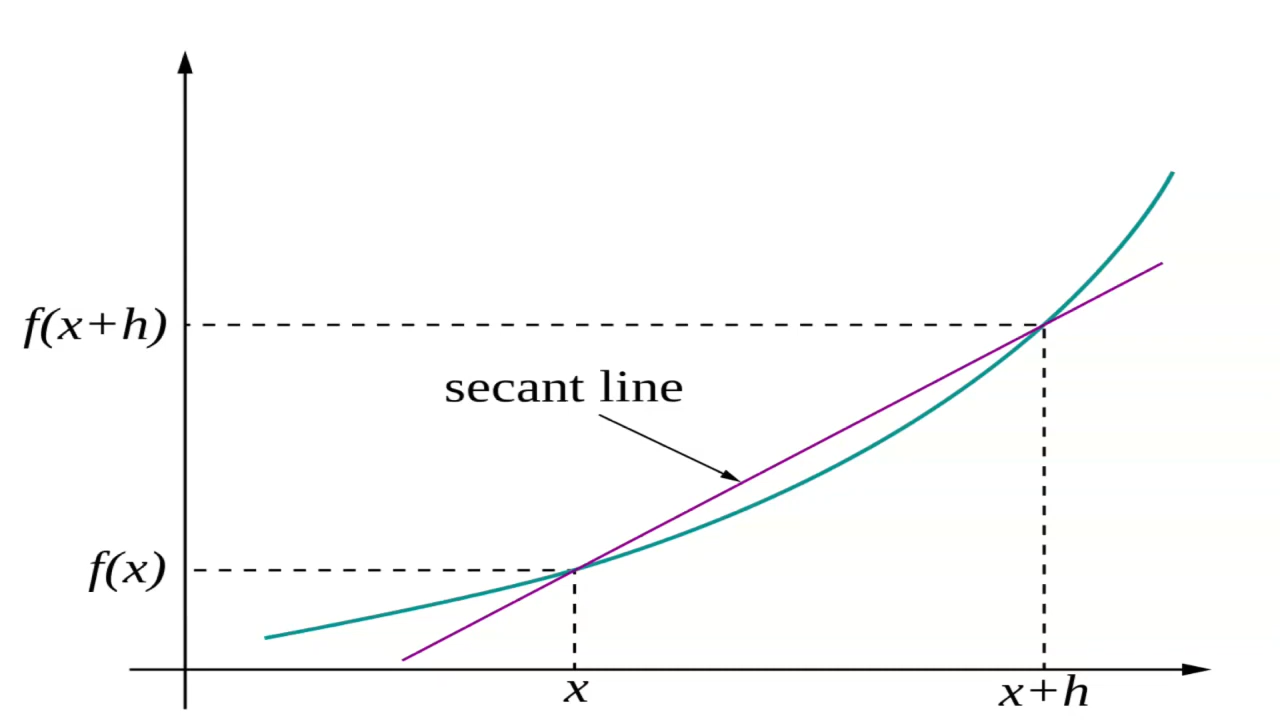 f(x+h)
secant line
f(x)
x
x+h